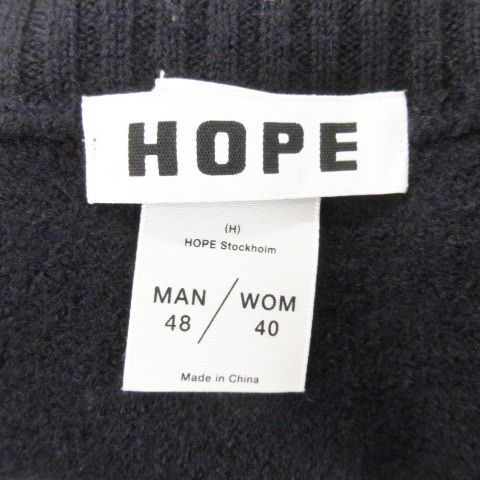 HOPE
(H)
HOPE Stockholm
MAN / WOM
48 / 40
Made in China